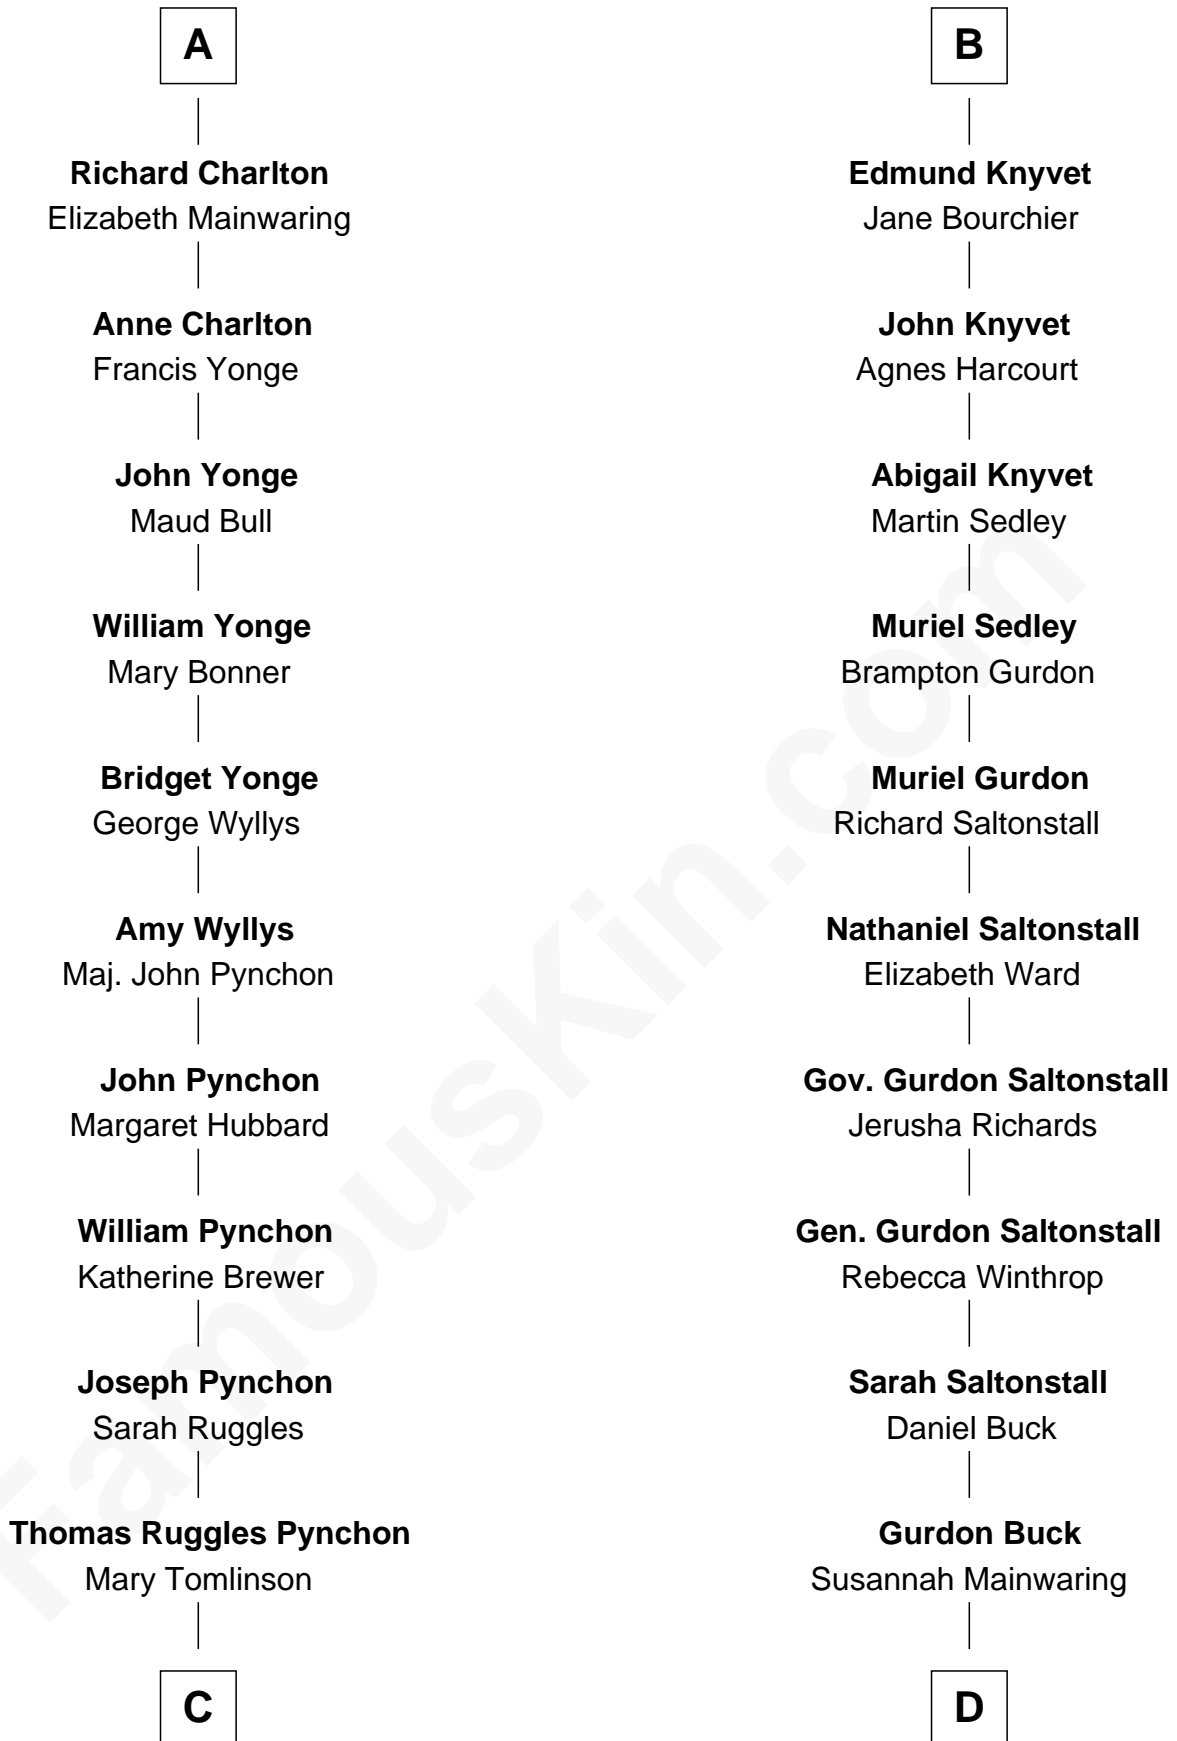 A
Richard Charlton
Elizabeth Mainwaring
Anne Charlton
Francis Yonge
John Yonge
Maud Bull
William Yonge
Mary Bonner
Bridget Yonge
George Wyllys
Amy Wyllys
Maj. John Pynchon
John Pynchon
Margaret Hubbard
William Pynchon
Katherine Brewer
Joseph Pynchon
Sarah Ruggles
Thomas Ruggles Pynchon
Mary Tomlinson
C
B
Edmund Knyvet
Jane Bourchier
John Knyvet
Agnes Harcourt
Abigail Knyvet
Martin Sedley
Muriel Sedley
Brampton Gurdon
Muriel Gurdon
Richard Saltonstall
Nathaniel Saltonstall
Elizabeth Ward
Gov. Gurdon Saltonstall
Jerusha Richards
Gen. Gurdon Saltonstall
Rebecca Winthrop
Sarah Saltonstall
Daniel Buck
Gurdon Buck
Susannah Mainwaring
D
FamousKin.com